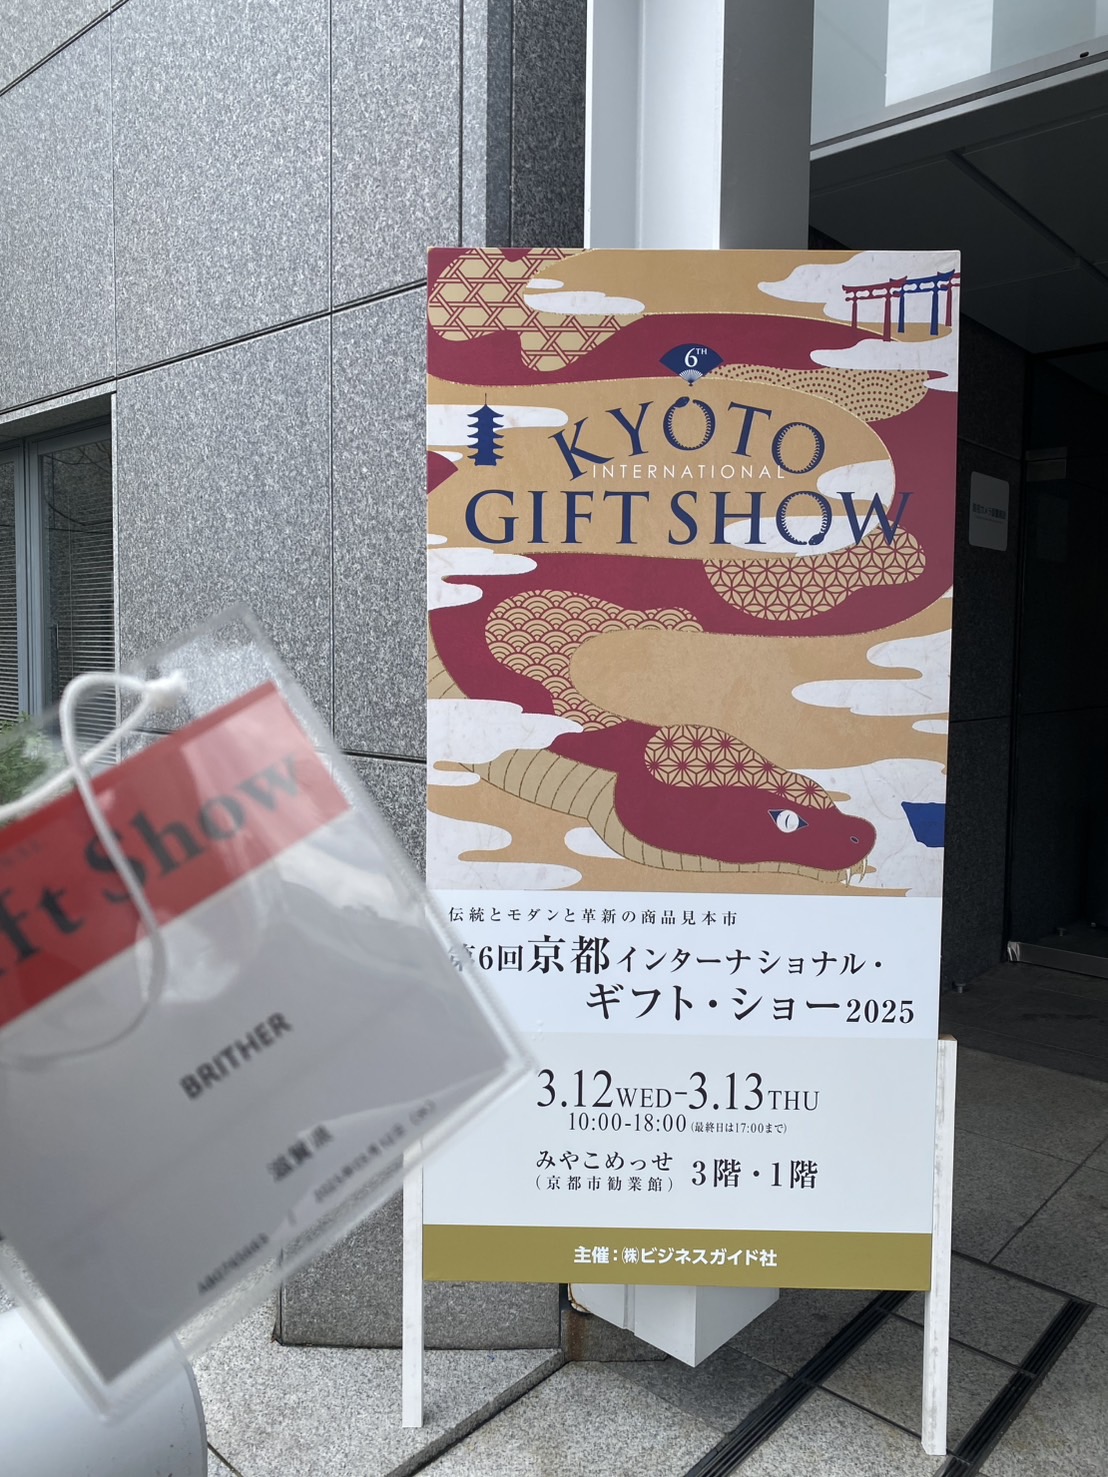 6TH
KYOTO
INTERNATIONAL
GIFT SHOW
伝統とモダンと革新の商品見本市
第6回京都インターナショナル・
ギフト・ショー2025
3.12WED-3.13THU
10:00-18:00(最終日は17:00まで)
みやこめっせ
(京都市勧業館)
3階・1階
主催：㈱ビジネスガイド社
ft Show
BRITHER
滋賀県